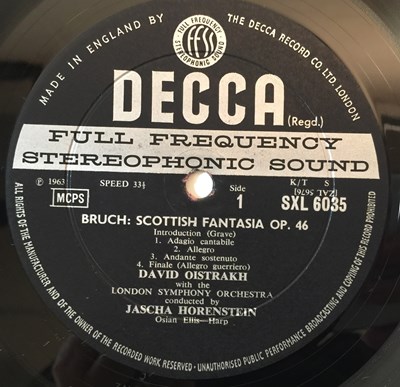 MADE IN ENGLAND BY
THE DECCA RECORD CO. LTD. LONDON
FULL FREQUENCY
ffss
STEREOPHONIC SOUND
DECCA
(Regd.)
FULL FREQUENCY
STEREOPHONIC SOUND
℗ 1963
SPEED 33⅓
Side
1
K/T S
[ZAL 5676]
MCPS
SXL 6035
BRUCH: SCOTTISH FANTASIA OP. 46
Introduction (Grave)
1. Adagio cantabile
2. Allegro
3. Andante sostenuto
4. Finale (Allegro guerriero)
DAVID OISTRAKH
with the
LONDON SYMPHONY ORCHESTRA
conducted by
JASCHA HORENSTEIN
Osian Ellis—Harp
ALL RIGHTS OF THE MANUFACTURER AND OF THE OWNER OF THE RECORDED WORK RESERVED · UNAUTHORISED PUBLIC PERFORMANCE BROADCASTING AND COPYING OF THIS RECORD PROHIBITED